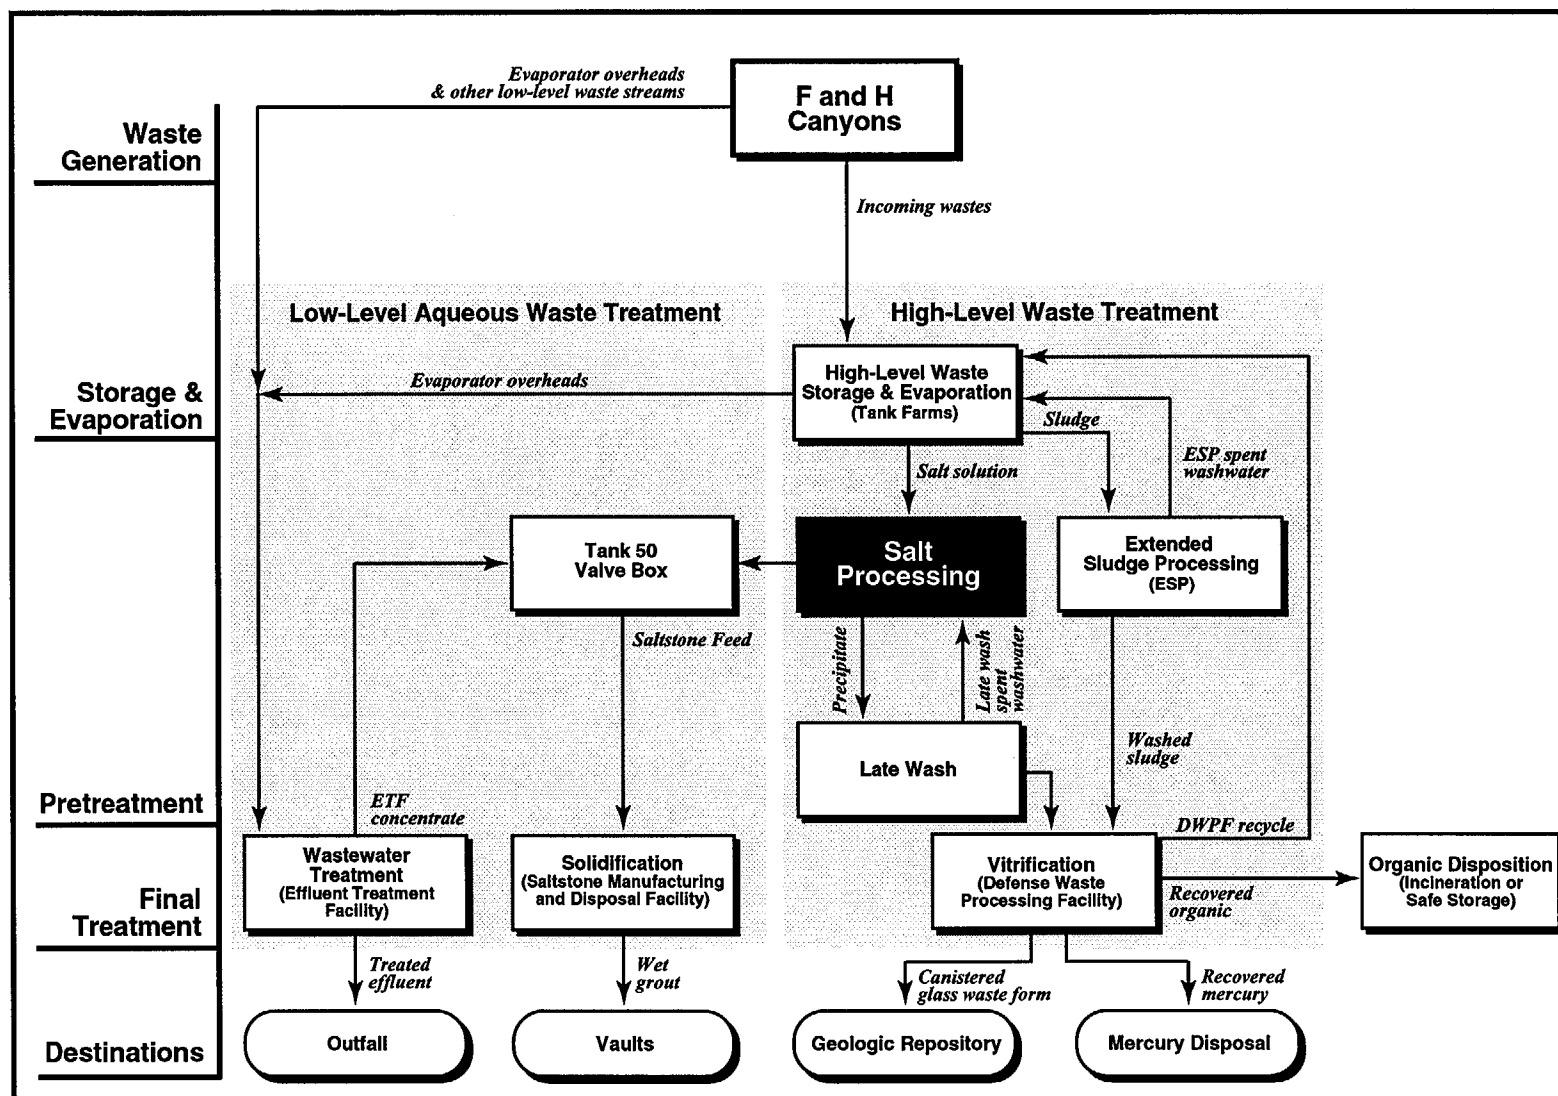 Evaporator overheads
& other low-level waste streams
F and H
Canyons
Waste
Generation
Incoming wastes
Low-Level Aqueous Waste Treatment
High-Level Waste Treatment
Storage &
Evaporation
Evaporator overheads
High-Level Waste
Storage & Evaporation
(Tank Farms)
Sludge
ESP spent
washwater
Salt solution
Tank 50
Valve Box
Salt
Processing
Extended
Sludge Processing
(ESP)
Saltstone Feed
Precipitate
Late wash
spent
washwater
Washed
sludge
Late Wash
Pretreatment
ETF
concentrate
DWPF recycle
Final
Treatment
Wastewater
Treatment
(Effluent Treatment
Facility)
Solidification
(Saltstone Manufacturing
and Disposal Facility)
Vitrification
(Defense Waste
Processing Facility)
Recovered
organic
Organic Disposition
(Incineration or
Safe Storage)
Treated
effluent
Wet
grout
Canistered
glass waste form
Recovered
mercury
Destinations
Outfall
Vaults
Geologic Repository
Mercury Disposal